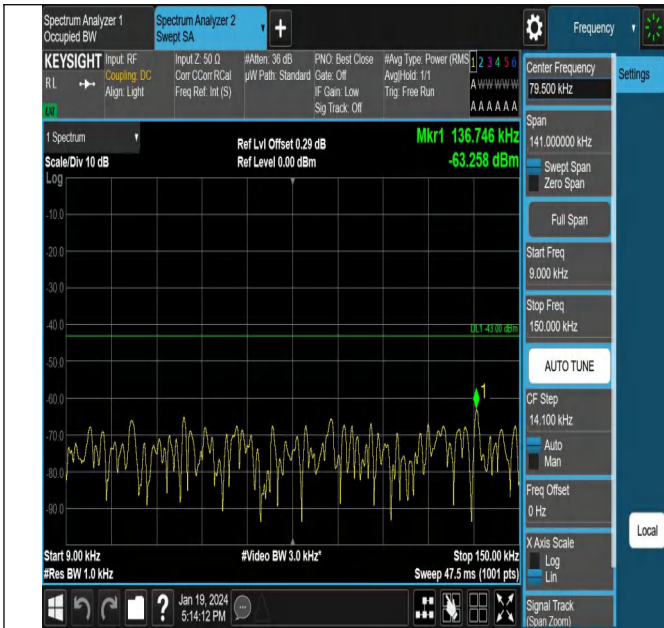 Spectrum Analyzer 1
Occupied BW
Spectrum Analyzer 2
Swept SA
+
Frequency
KEYSIGHT
RL
LXI
Input: RF
Coupling: DC
Align: Light
Input Z: 50 Ω
Corr CCorr RCal
Freq Ref: Int (S)
#Atten: 36 dB
µW Path: Standard
PNO: Best Close
Gate: Off
IF Gain: Low
Sig Track: Off
#Avg Type: Power (RMS
Avg|Hold: 1/1
Trig: Free Run
1 2 3 4 5 6
A W W W W W
A A A A A A
1 Spectrum
Scale/Div 10 dB
Ref Lvl Offset 0.29 dB
Ref Level 0.00 dBm
Mkr1 136.746 kHz
-63.258 dBm
Log
-10.0
-20.0
-30.0
-40.0
DL1 -43.00 dBm
-50.0
-60.0
1
-70.0
-80.0
-90.0
Start 9.00 kHz
#Video BW 3.0 kHz*
Stop 150.00 kHz
#Res BW 1.0 kHz
Sweep 47.5 ms (1001 pts)
Jan 19, 2024
5:14:12 PM
Center Frequency
79.500 kHz
Settings
Span
141.000000 kHz
Swept Span
Zero Span
Full Span
Start Freq
9.000 kHz
Stop Freq
150.000 kHz
AUTO TUNE
CF Step
14.100 kHz
Auto
Man
Freq Offset
0 Hz
Local
X Axis Scale
Log
Lin
Signal Track
(Span Zoom)